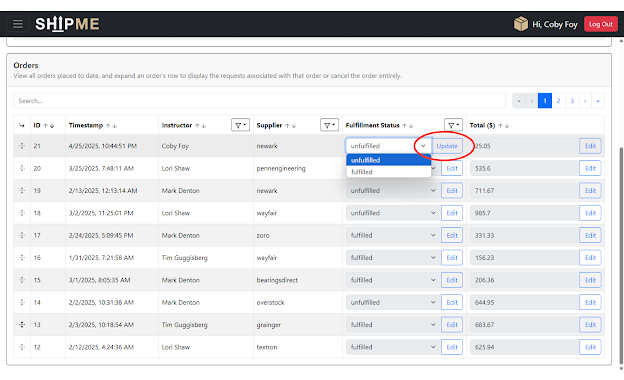 SHIPME Hi, Coby Foy Log Out
Orders
View all orders placed to date, and expand an order's row to display the requests associated with that order or cancel the order entirely.
Search... « ‹ 1 2 3 › »
ID Timestamp Instructor Supplier Fulfillment Status Total ($)
21 4/25/2025, 10:44:51 PM Coby Foy newark unfulfilled Update 25.05 Edit
unfulfilled
fulfilled
20 3/25/2025, 7:48:11 AM Lori Shaw pennengineering Edit 535.6 Edit
19 2/13/2025, 12:13:14 AM Mark Denton newark unfulfilled Edit 711.67 Edit
18 3/2/2025, 11:25:01 PM Lori Shaw wayfair unfulfilled Edit 985.7 Edit
17 2/24/2025, 5:09:45 PM Mark Denton zoro fulfilled Edit 331.33 Edit
16 1/31/2025, 7:21:58 AM Tim Guggisberg wayfair fulfilled Edit 156.23 Edit
15 3/1/2025, 8:05:35 AM Mark Denton bearingsdirect fulfilled Edit 206.36 Edit
14 2/2/2025, 10:31:38 AM Mark Denton overstock unfulfilled Edit 644.95 Edit
13 2/3/2025, 10:18:54 AM Tim Guggisberg grainger fulfilled Edit 683.67 Edit
12 2/12/2025, 4:24:36 AM Lori Shaw textron fulfilled Edit 625.94 Edit